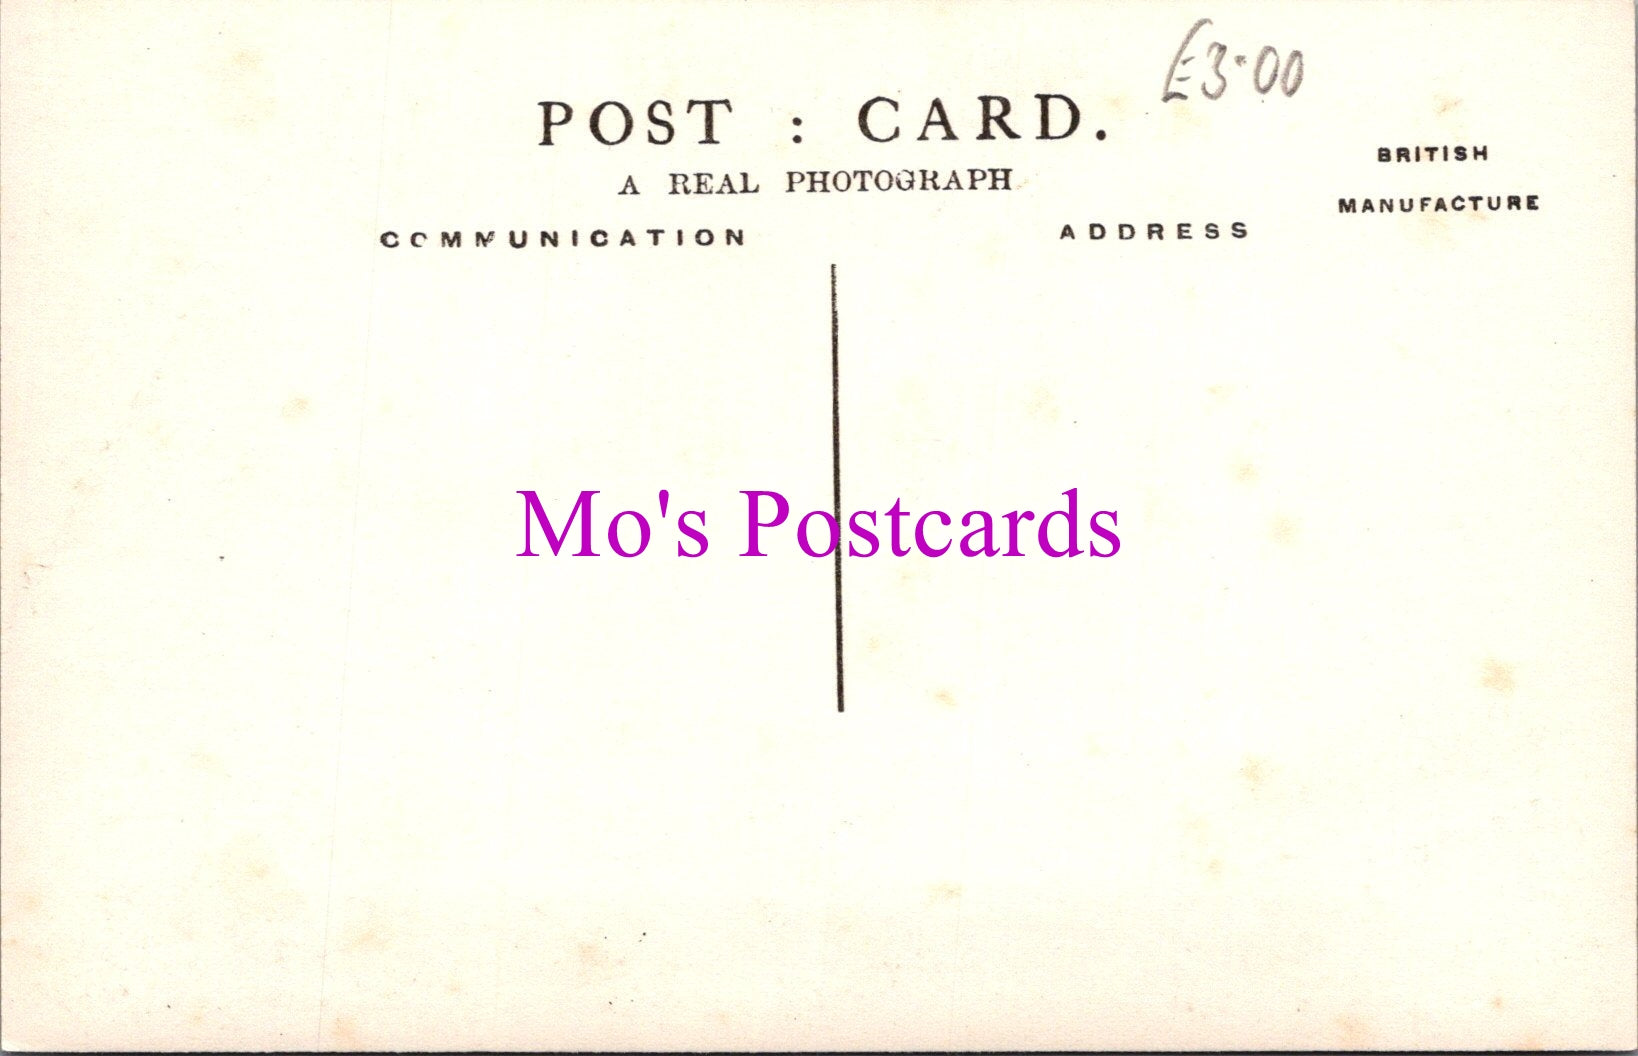 £3·00
POST : CARD.
A REAL PHOTOGRAPH
BRITISH
MANUFACTURE
COMMUNICATION
ADDRESS
Mo's Postcards